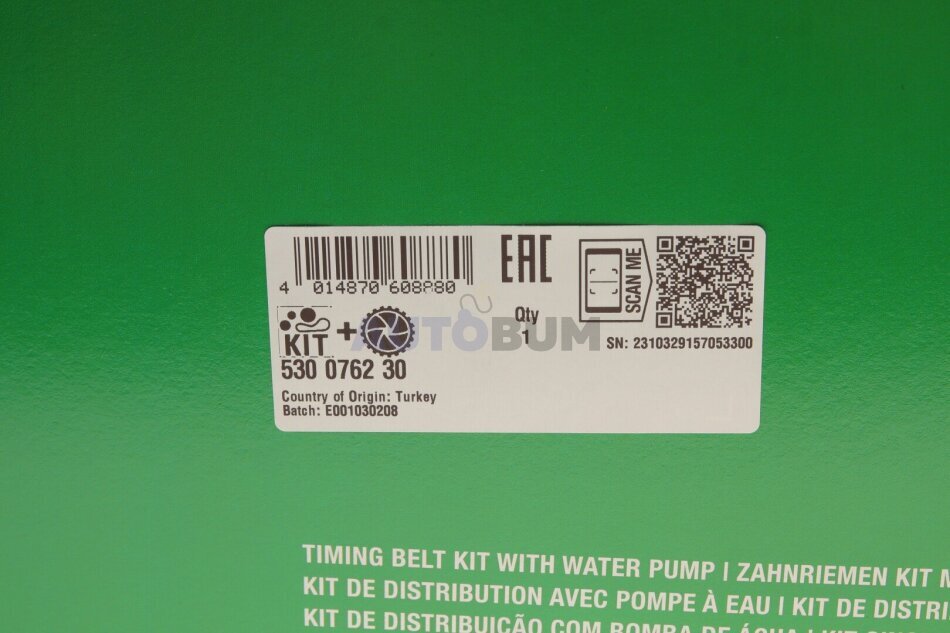 EAC
SCAN ME
4 014870 608880
Qty
1
KIT +
AUTOBUM
SN: 2310329157053300
530 0762 30
Country of Origin: Turkey
Batch: E001030208
TIMING BELT KIT WITH WATER PUMP | ZAHNRIEMEN KIT M
KIT DE DISTRIBUTION AVEC POMPE À EAU | KIT DE DISTRI
KIT DE DISTRIBUIÇÃO COM BOMBA DE ÁGUA | KIT